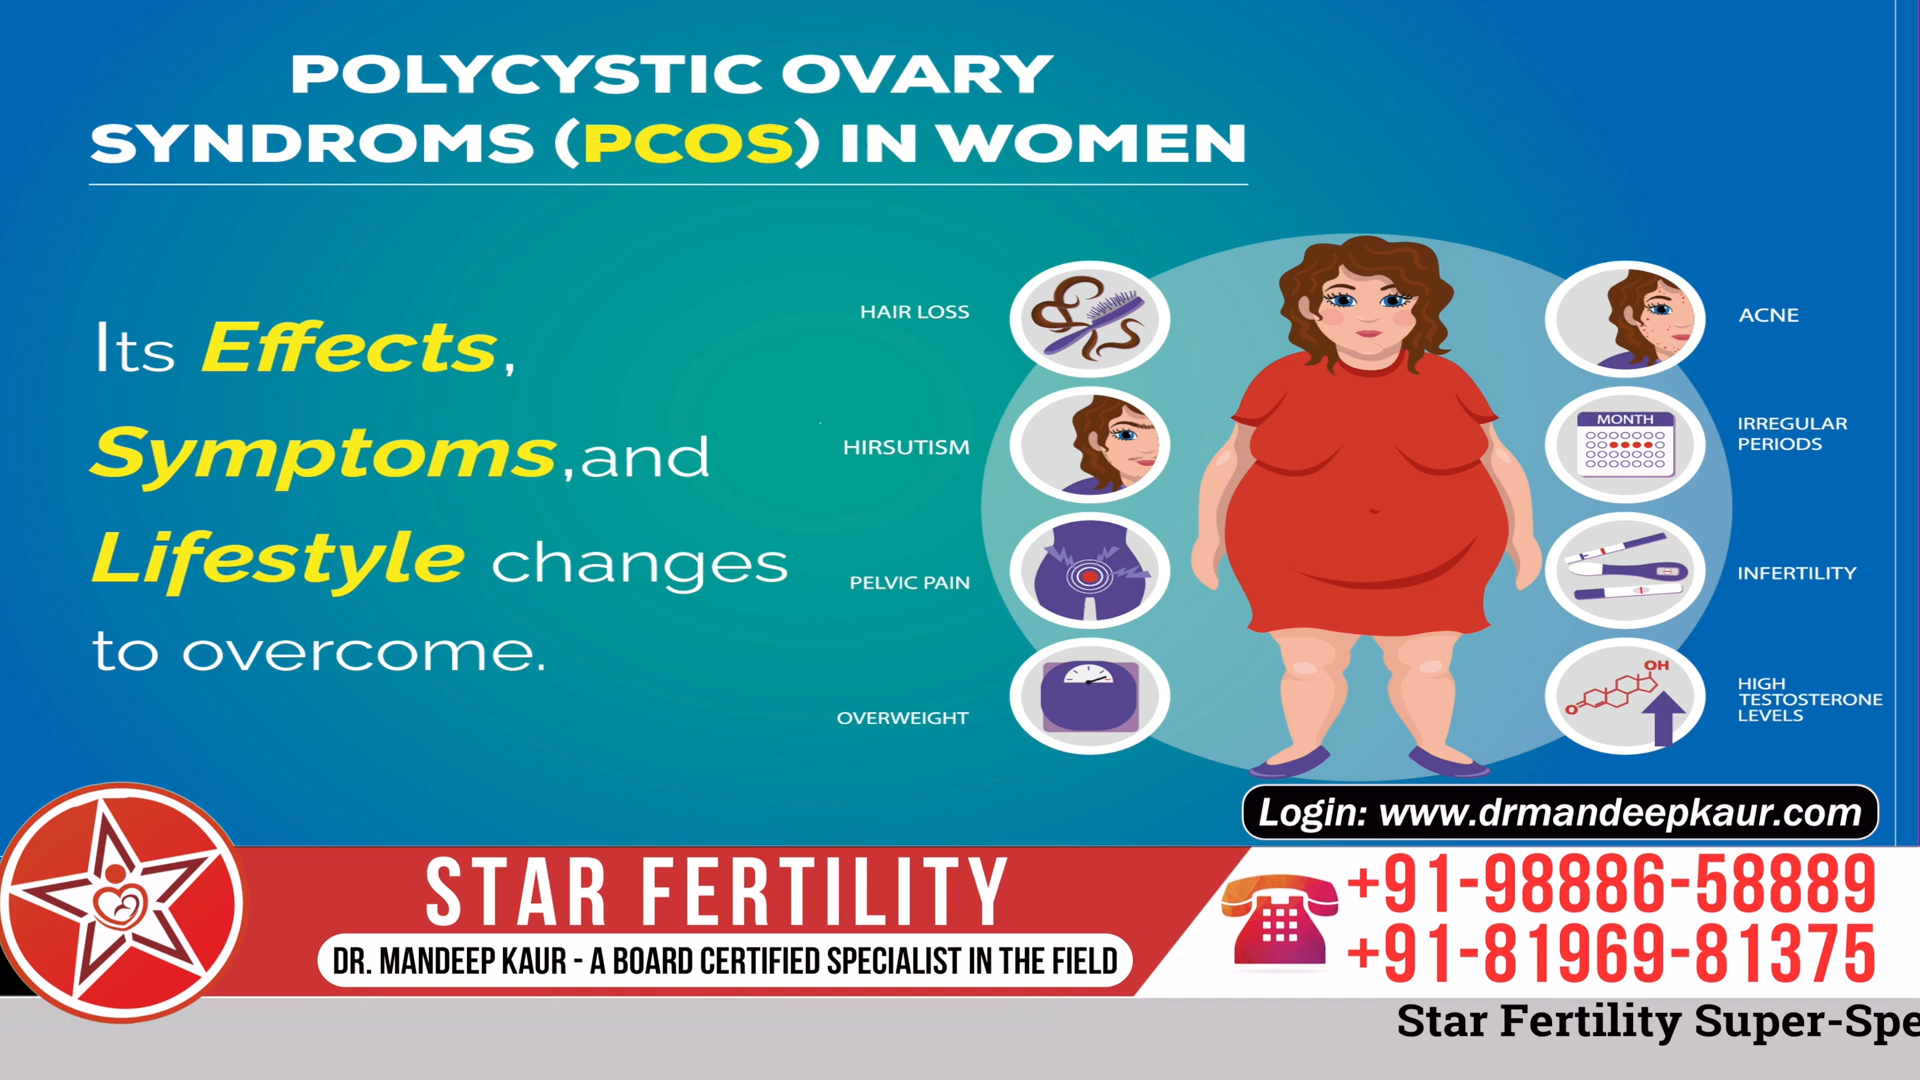 POLYCYSTIC OVARY
SYNDROMS (PCOS) IN WOMEN
Its Effects,
Symptoms,and
Lifestyle changes
to overcome.
HAIR LOSS
HIRSUTISM
PELVIC PAIN
OVERWEIGHT
ACNE
MONTH
IRREGULAR
PERIODS
INFERTILITY
OH
O
HIGH
TESTOSTERONE
LEVELS
Login: www.drmandeepkaur.com
STAR FERTILITY
DR. MANDEEP KAUR - A BOARD CERTIFIED SPECIALIST IN THE FIELD
+91-98886-58889
+91-81969-81375
Star Fertility Super-Spe